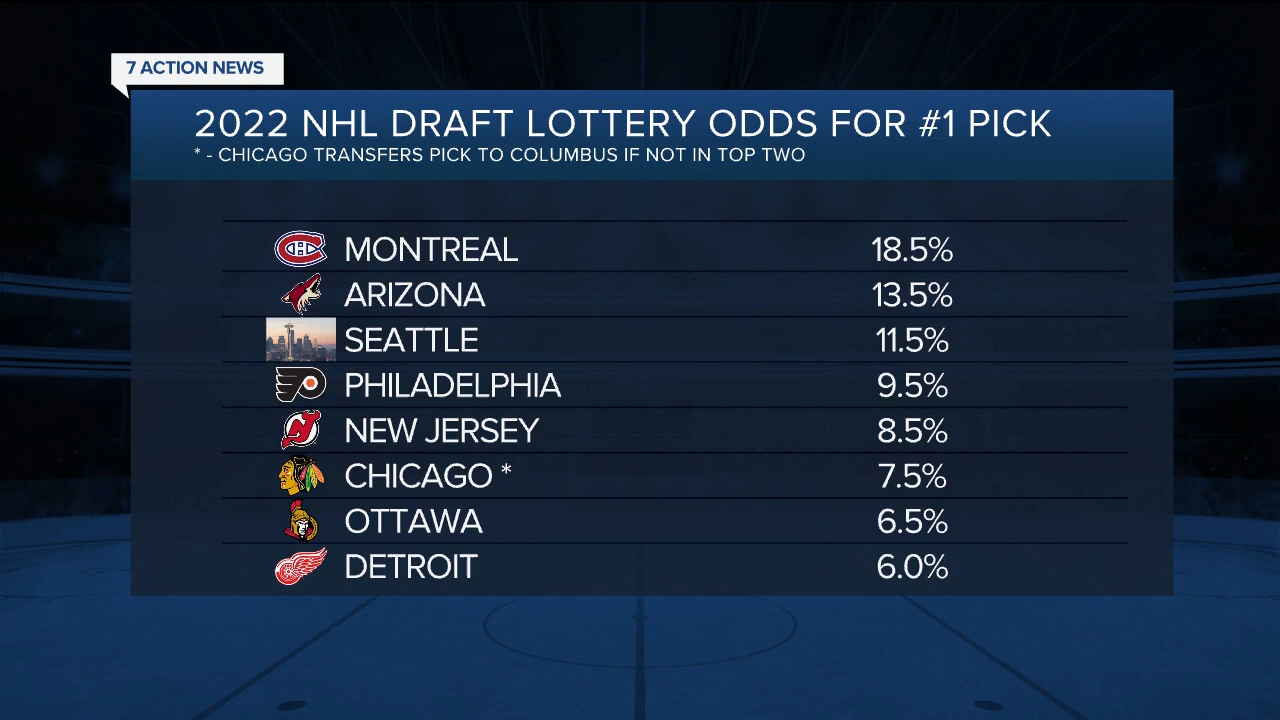 7 ACTION NEWS
2022 NHL DRAFT LOTTERY ODDS FOR #1 PICK
* - CHICAGO TRANSFERS PICK TO COLUMBUS IF NOT IN TOP TWO
MONTREAL 18.5%
ARIZONA 13.5%
SEATTLE 11.5%
PHILADELPHIA 9.5%
NEW JERSEY 8.5%
CHICAGO * 7.5%
OTTAWA 6.5%
DETROIT 6.0%